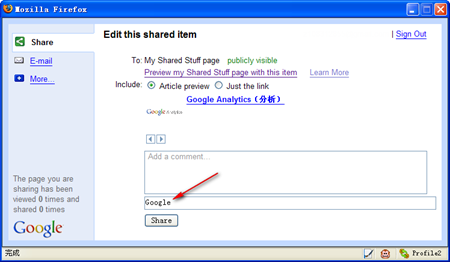 Mozilla Firefox
Share
E-mail
More...
The page you are
sharing has been
viewed 0 times and
shared 0 times
Google
Edit this shared item
| Sign Out
To: My Shared Stuff page publicly visible
Preview my Shared Stuff page with this item Learn More
Include: Article preview Just the link
Google Analytics (分析)
Google
Add a comment...
Google
Share
完成
Profile2